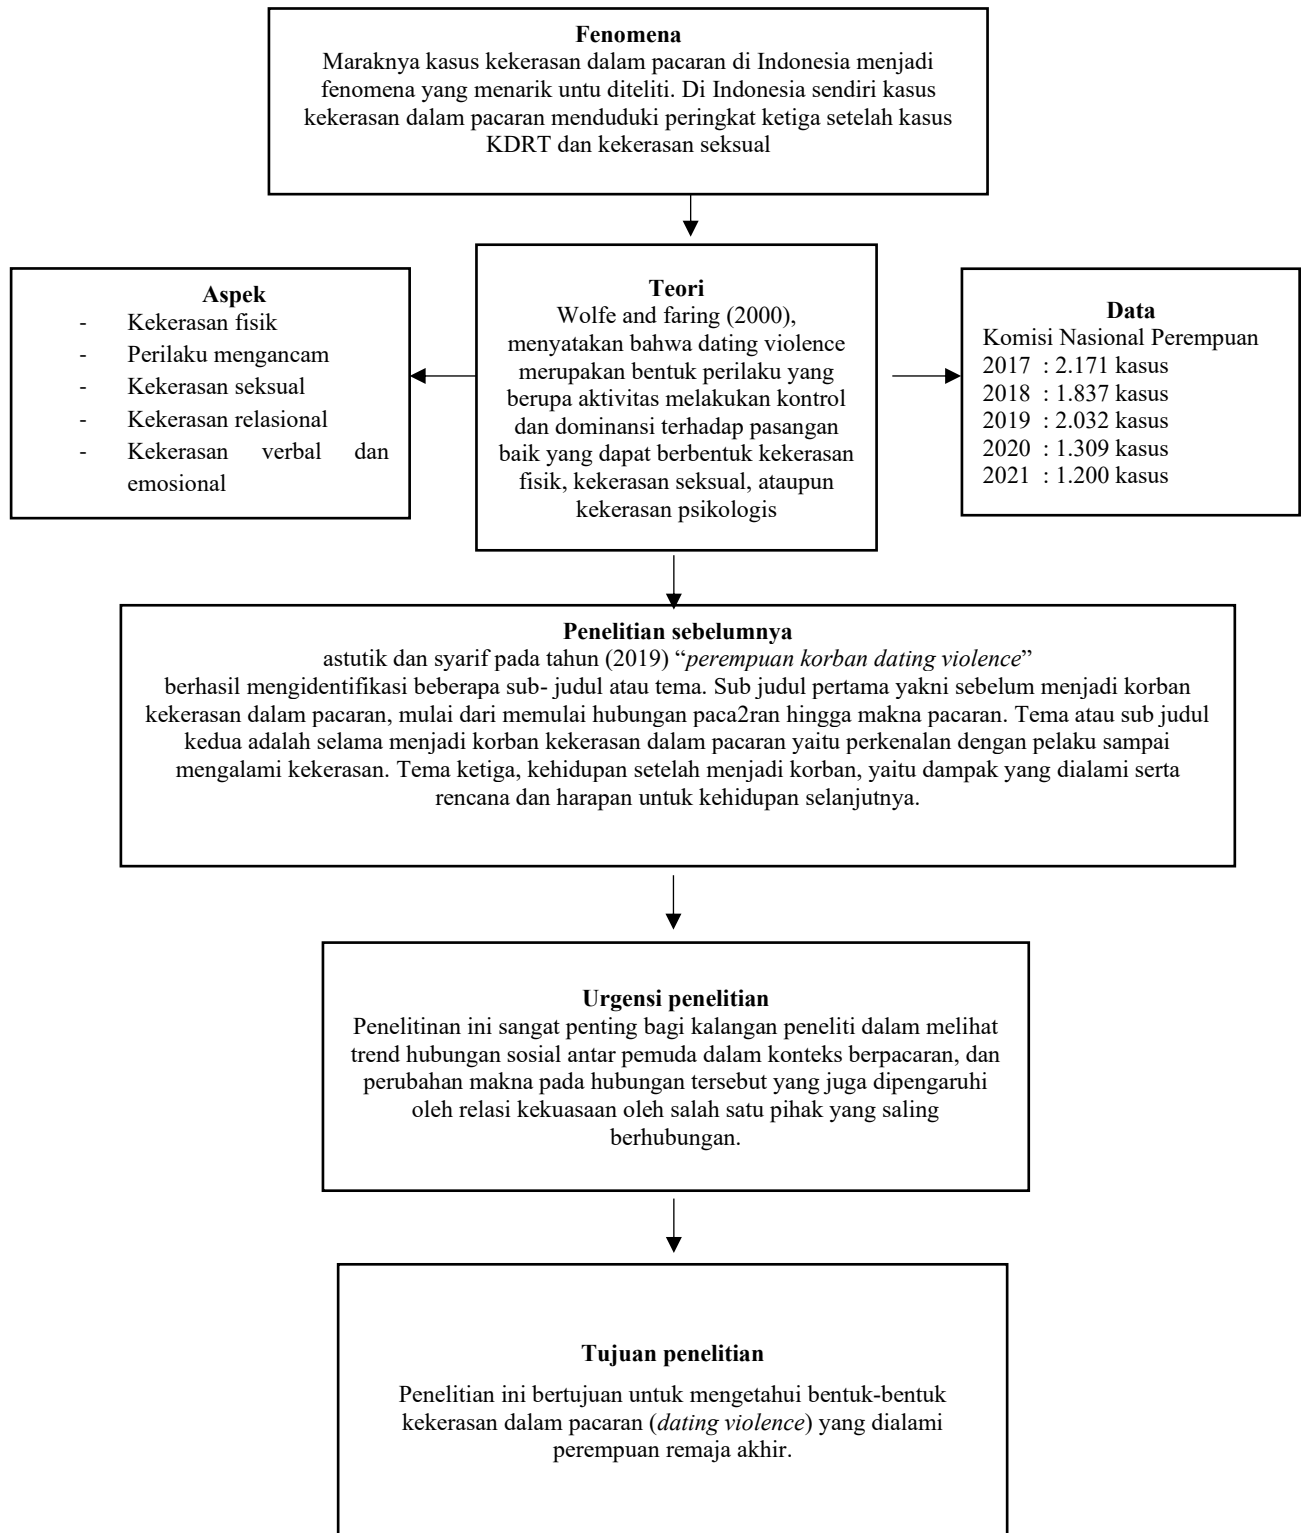 Fenomena
Maraknya kasus kekerasan dalam pacaran di Indonesia menjadi
fenomena yang menarik untu diteliti. Di Indonesia sendiri kasus
kekerasan dalam pacaran menduduki peringkat ketiga setelah kasus
KDRT dan kekerasan seksual
Aspek
- Kekerasan fisik
- Perilaku mengancam
- Kekerasan seksual
- Kekerasan relasional
- Kekerasan verbal dan
emosional
Teori
Wolfe and faring (2000),
menyatakan bahwa dating violence
merupakan bentuk perilaku yang
berupa aktivitas melakukan kontrol
dan dominansi terhadap pasangan
baik yang dapat berbentuk kekerasan
fisik, kekerasan seksual, ataupun
kekerasan psikologis
Data
Komisi Nasional Perempuan
2017 : 2.171 kasus
2018 : 1.837 kasus
2019 : 2.032 kasus
2020 : 1.309 kasus
2021 : 1.200 kasus
Penelitian sebelumnya
astutik dan syarif pada tahun (2019) “perempuan korban dating violence”
berhasil mengidentifikasi beberapa sub- judul atau tema. Sub judul pertama yakni sebelum menjadi korban
kekerasan dalam pacaran, mulai dari memulai hubungan paca2ran hingga makna pacaran. Tema atau sub judul
kedua adalah selama menjadi korban kekerasan dalam pacaran yaitu perkenalan dengan pelaku sampai
mengalami kekerasan. Tema ketiga, kehidupan setelah menjadi korban, yaitu dampak yang dialami serta
rencana dan harapan untuk kehidupan selanjutnya.
Urgensi penelitian
Penelitinan ini sangat penting bagi kalangan peneliti dalam melihat
trend hubungan sosial antar pemuda dalam konteks berpacaran, dan
perubahan makna pada hubungan tersebut yang juga dipengaruhi
oleh relasi kekuasaan oleh salah satu pihak yang saling
berhubungan.
Tujuan penelitian
Penelitian ini bertujuan untuk mengetahui bentuk-bentuk
kekerasan dalam pacaran (dating violence) yang dialami
perempuan remaja akhir.